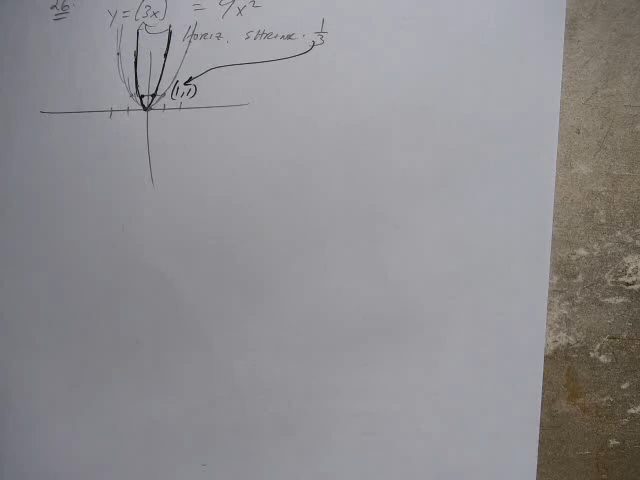 26.
y = (3x) = 9x²
HORIZ. SHRINK. 1/3
(1,1)